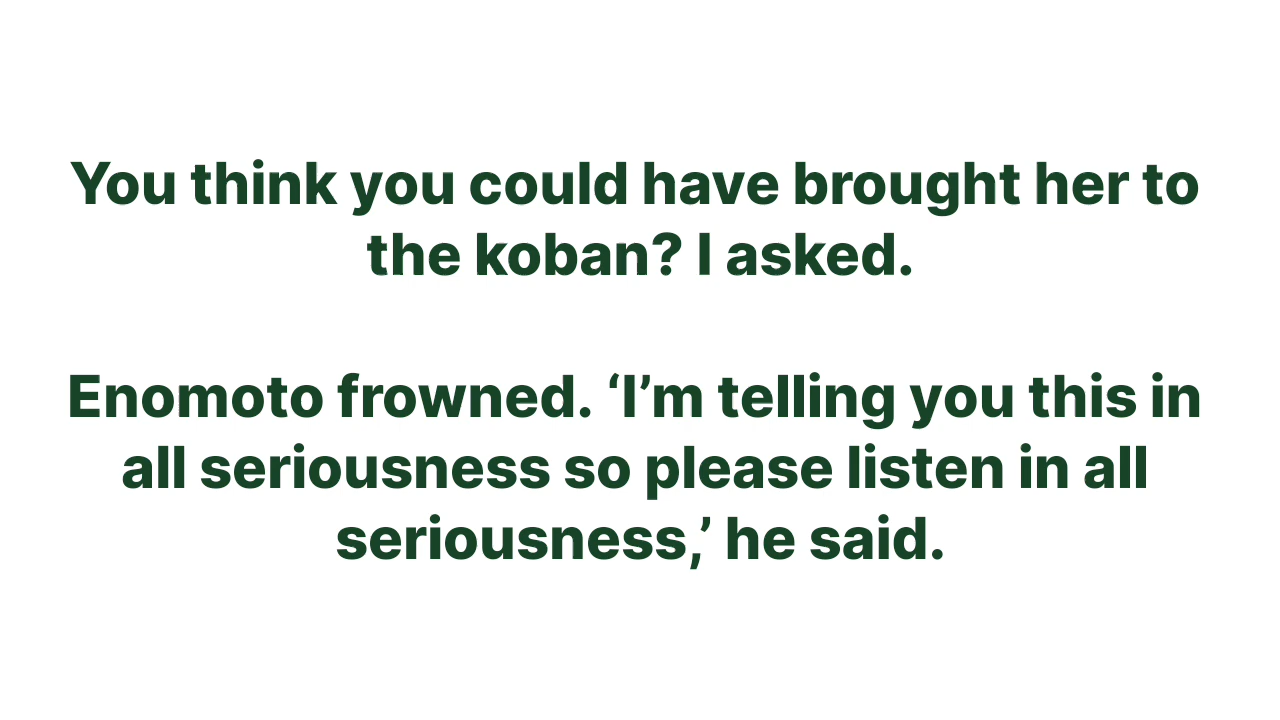 You think you could have brought her to
the koban? I asked.
Enomoto frowned. ‘I’m telling you this in
all seriousness so please listen in all
seriousness,’ he said.